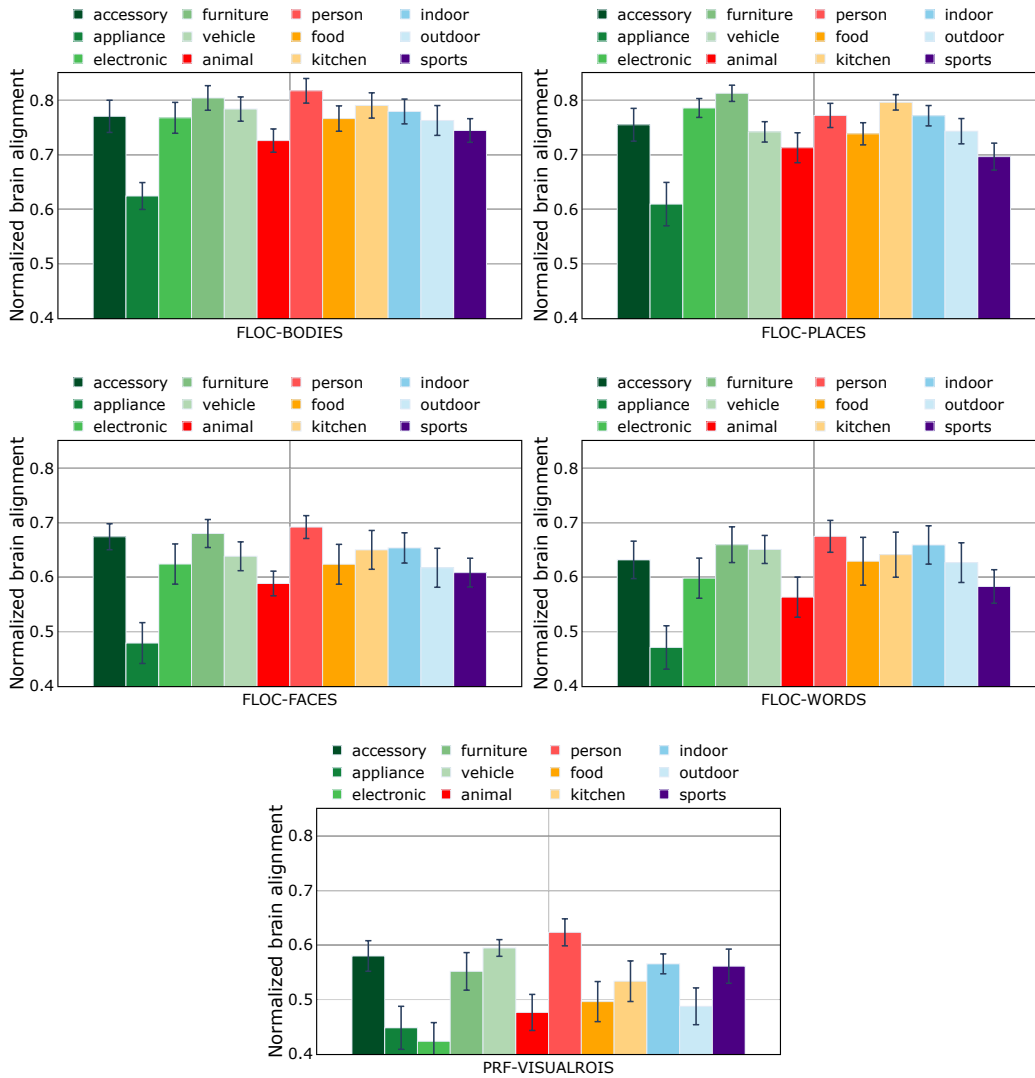 accessory furniture person indoor
appliance vehicle food outdoor
electronic animal kitchen sports
Normalized brain alignment
0.8
0.7
0.6
0.5
0.4
FLOC-BODIES
accessory furniture person indoor
appliance vehicle food outdoor
electronic animal kitchen sports
Normalized brain alignment
0.8
0.7
0.6
0.5
0.4
FLOC-PLACES
accessory furniture person indoor
appliance vehicle food outdoor
electronic animal kitchen sports
Normalized brain alignment
0.8
0.7
0.6
0.5
0.4
FLOC-FACES
accessory furniture person indoor
appliance vehicle food outdoor
electronic animal kitchen sports
Normalized brain alignment
0.8
0.7
0.6
0.5
0.4
FLOC-WORDS
accessory furniture person indoor
appliance vehicle food outdoor
electronic animal kitchen sports
Normalized brain alignment
0.8
0.7
0.6
0.5
0.4
PRF-VISUALROIS